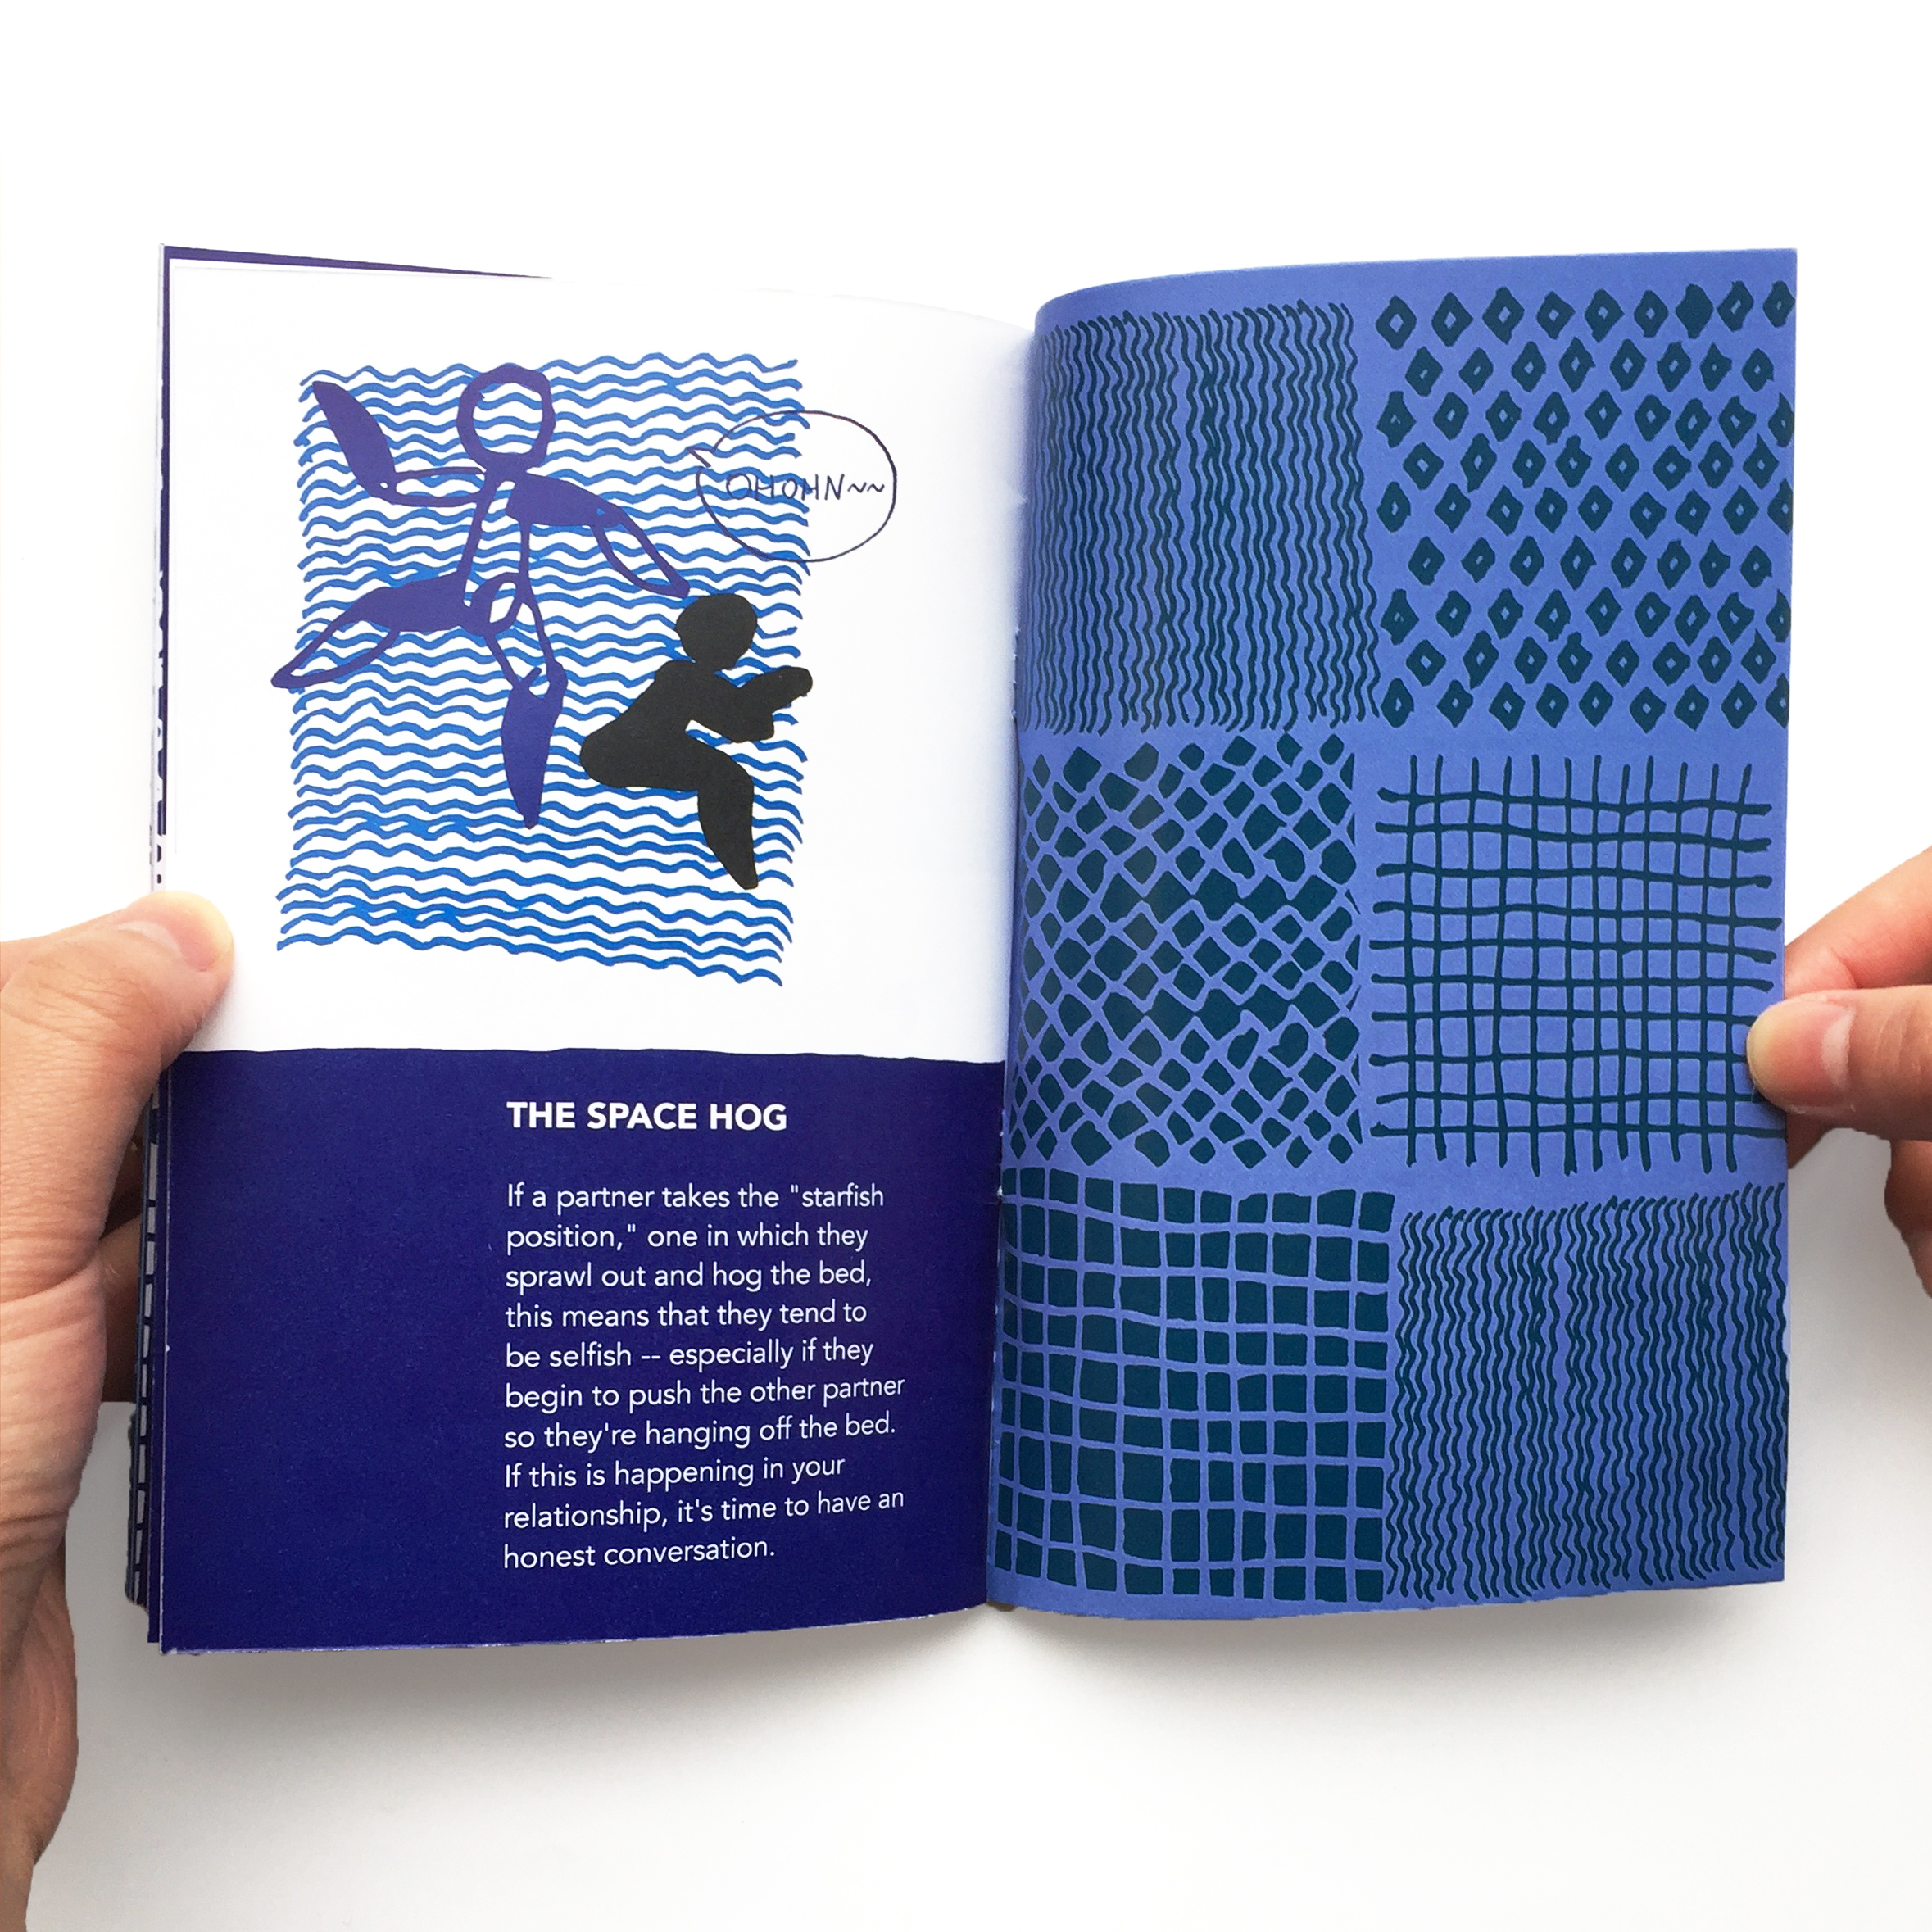 OHOHN~~
THE SPACE HOG
If a partner takes the "starfish
position," one in which they
sprawl out and hog the bed,
this means that they tend to
be selfish -- especially if they
begin to push the other partner
so they're hanging off the bed.
If this is happening in your
relationship, it's time to have an
honest conversation.